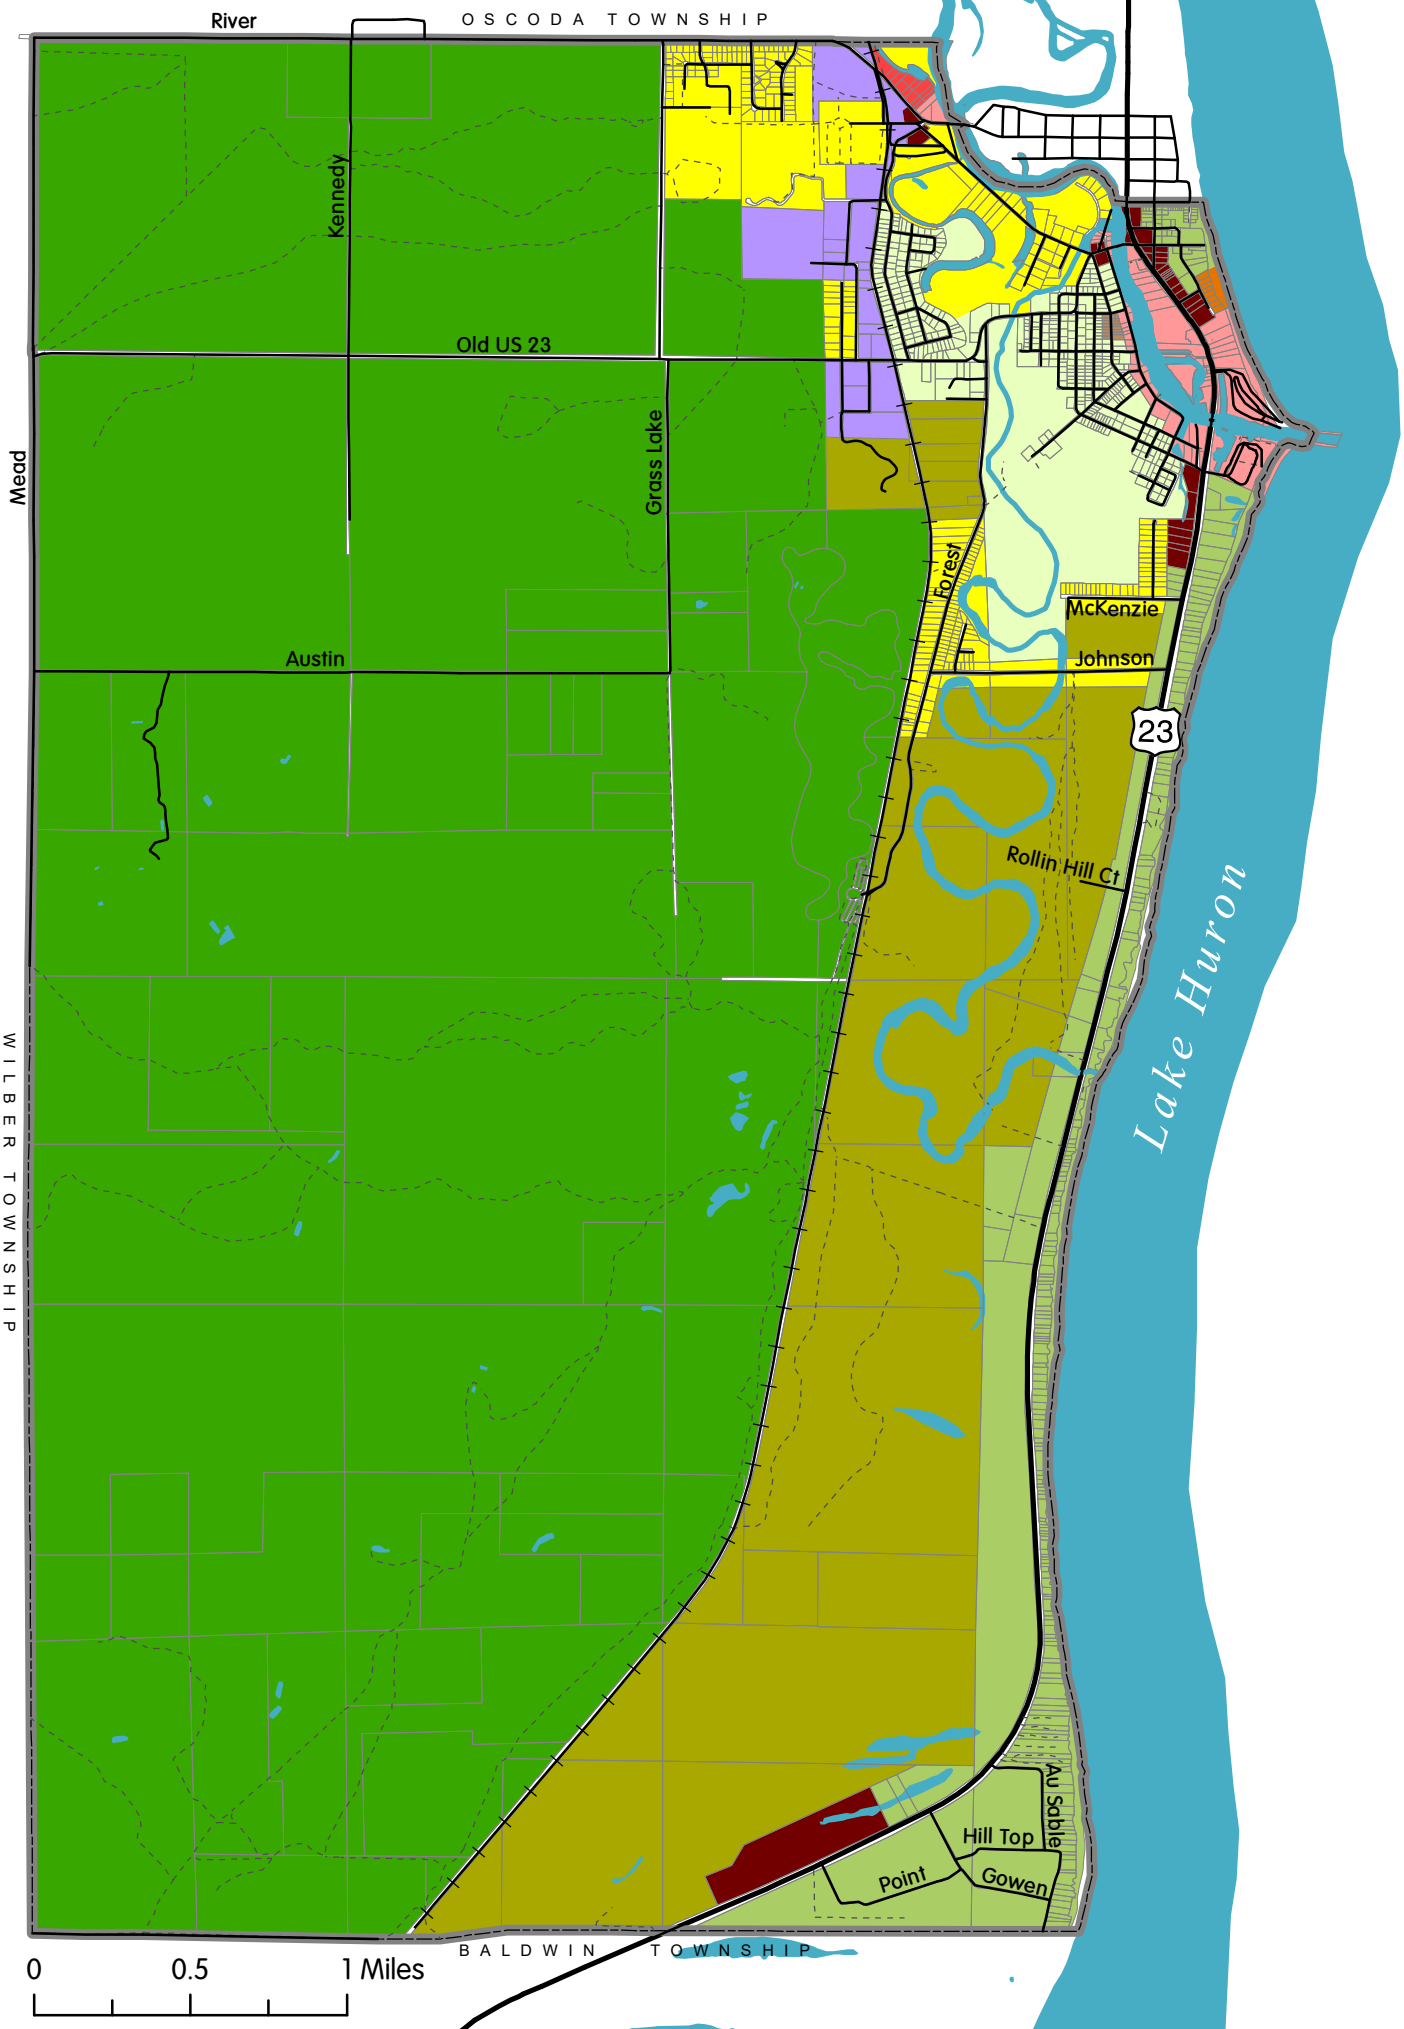 River
OSCODA TOWNSHIP
Kennedy
Old US 23
Grass Lake
Mead
Forest
McKenzie
Johnson
Austin
23
Rollin Hill Ct
Lake Huron
WILBER TOWNSHIP
Au Sable
Hill Top
Point
Gowen
BALDWIN TOWNSHIP
0 0.5 1 Miles